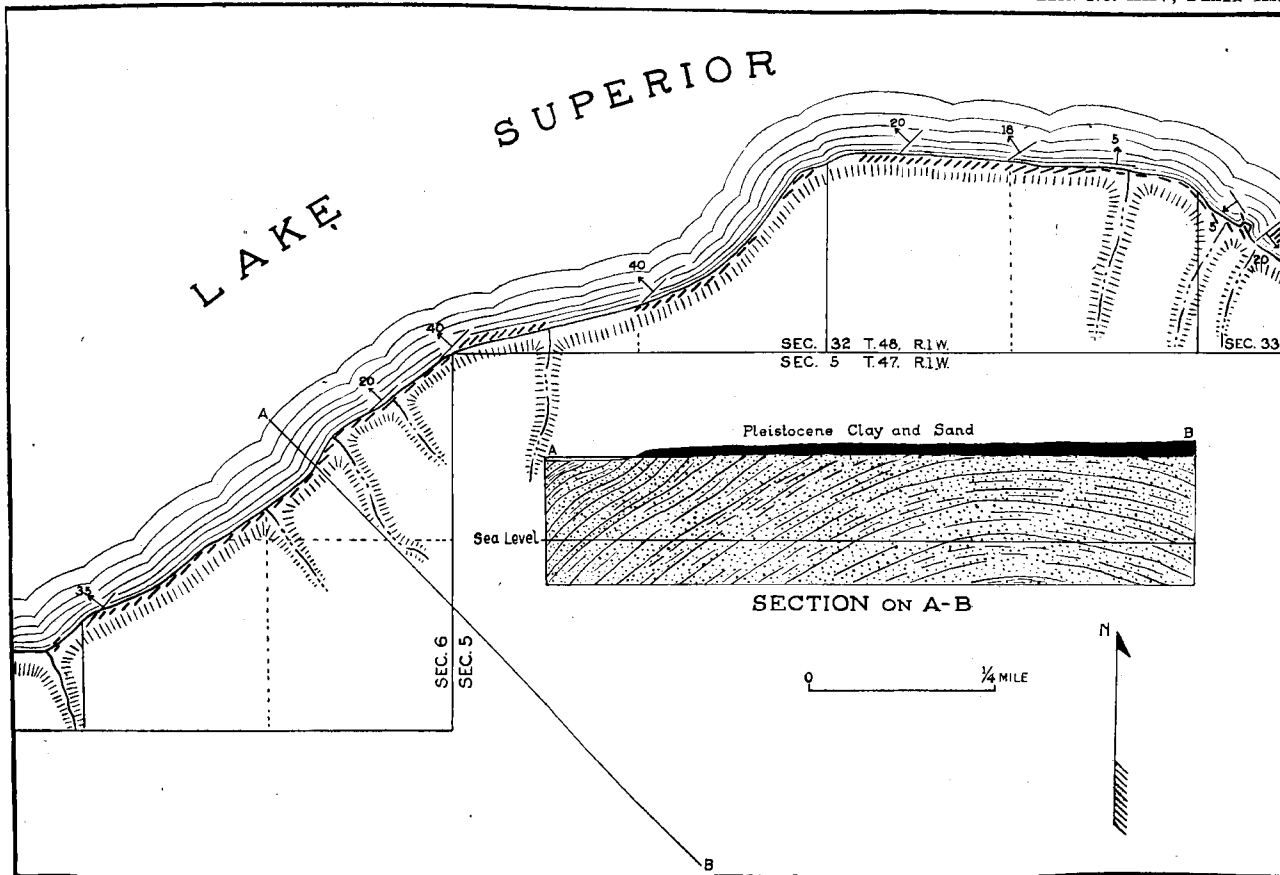 LAKE SUPERIOR
20
18
5
5
20
40
40
20
35
A
B
SEC. 32 T.48. R.1W.
SEC. 5 T.47. R.1W.
SEC. 33
SEC. 6
SEC. 5
Pleistocene Clay and Sand
A
B
Sea Level
SECTION ON A-B
N
0 1/4 MILE